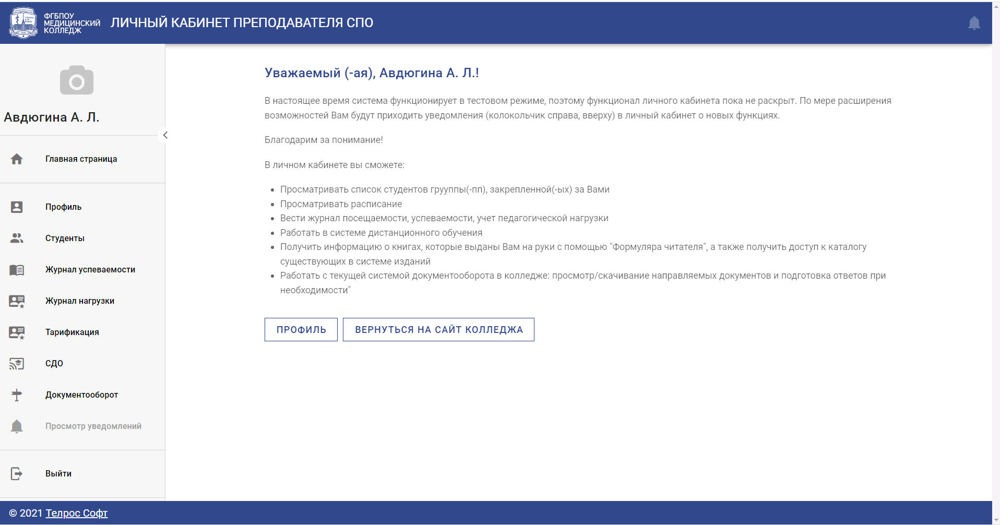 ФГБПОУ
МЕДИЦИНСКИЙ
КОЛЛЕДЖ
ЛИЧНЫЙ КАБИНЕТ ПРЕПОДАВАТЕЛЯ СПО
Авдюгина А. Л.
Главная страница
Профиль
Студенты
Журнал успеваемости
Журнал нагрузки
Тарификация
СДО
Документооборот
Просмотр уведомлений
Выйти
Уважаемый (-ая), Авдюгина А. Л.!
В настоящее время система функционирует в тестовом режиме, поэтому функционал личного кабинета пока не раскрыт. По мере расширения
возможностей Вам будут приходить уведомления (колокольчик справа, вверху) в личный кабинет о новых функциях.
Благодарим за понимание!
В личном кабинете вы сможете:
Просматривать список студентов грууппы(-пп), закрепленной(-ых) за Вами
Просматривать расписание
Вести журнал посещаемости, успеваемости, учет педагогической нагрузки
Работать в системе дистанционного обучения
Получить информацию о книгах, которые выданы Вам на руки с помощью "Формуляра читателя", а также получить доступ к каталогу
существующих в системе изданий
Работать с текущей системой документооборота в колледже: просмотр/скачивание направляемых документов и подготовка ответов при
необходимости"
ПРОФИЛЬ
ВЕРНУТЬСЯ НА САЙТ КОЛЛЕДЖА
© 2021 Телрос Софт